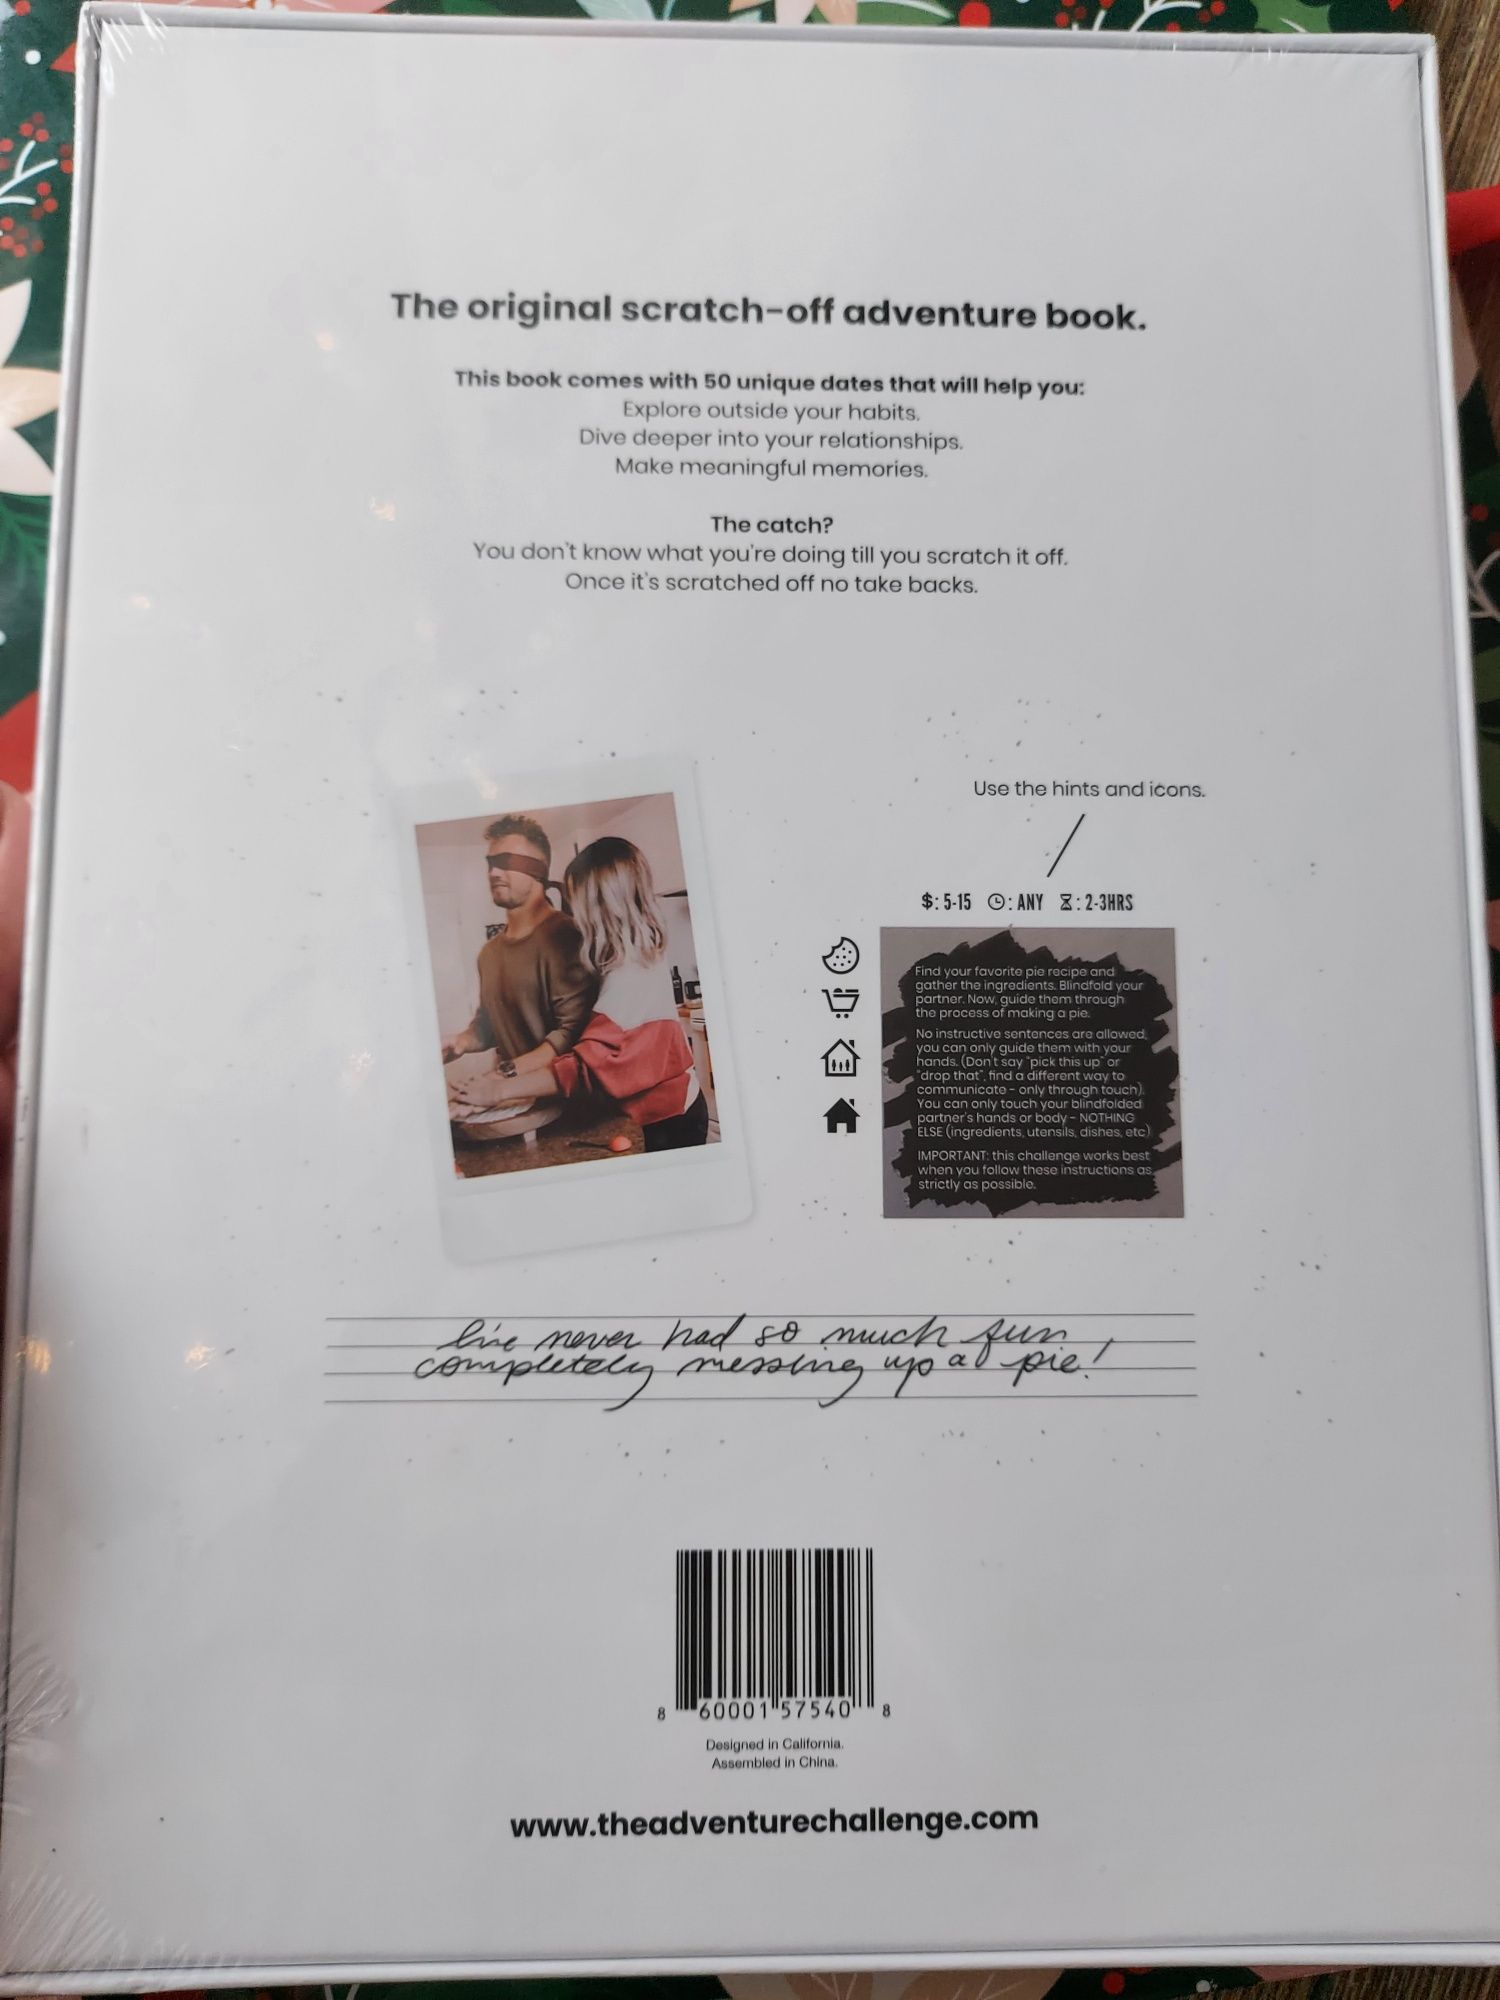 The original scratch-off adventure book.
This book comes with 50 unique dates that will help you:
Explore outside your habits.
Dive deeper into your relationships.
Make meaningful memories.
The catch?
You don't know what you're doing till you scratch it off.
Once it's scratched off no take backs.
Use the hints and icons.
$: 5-15 : ANY : 2-3HRS
Find your favorite pie recipe and
gather the ingredients. Blindfold your
partner. Now, guide them through
the process of making a pie.
No instructive sentences are allowed,
you can only guide them with your
hands. (Don't say "pick this up" or
"drop that", find a different way to
communicate - only through touch).
You can only touch your blindfolded
partner's hands or body - NOTHING
ELSE (ingredients, utensils, dishes, etc)
IMPORTANT: this challenge works best
when you follow these instructions as
strictly as possible.
I've never had so much fun
completely messing up a pie!
8 60001 57540 8
Designed in California.
Assembled in China.
www.theadventurechallenge.com